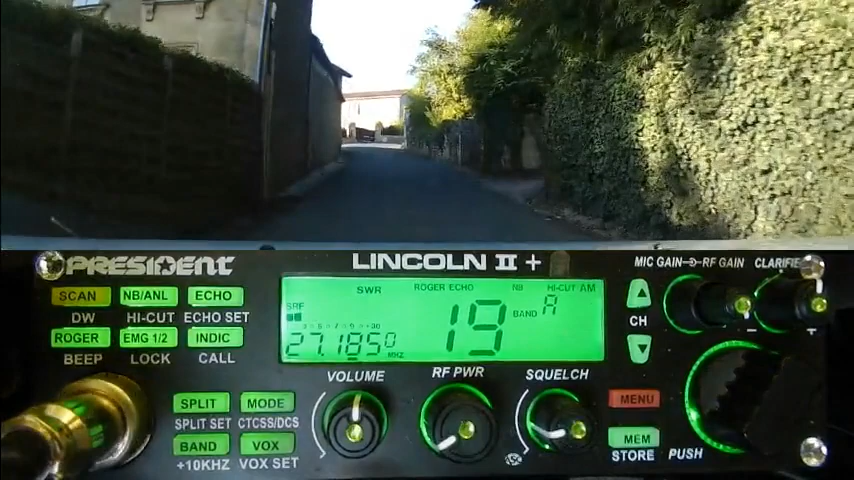 PRESIDENT LINCOLN II +
MIC GAIN RF GAIN CLARIFIE
SCAN NB/ANL ECHO
DW HI-CUT ECHO SET
ROGER EMG 1/2 INDIC
BEEP LOCK CALL
SWR ROGER ECHO NB HI-CUT AM
SRF
27.1850 MHZ 19 BAND A
CH
VOLUME RF PWR SQUELCH
SPLIT MODE
SPLIT SET CTCSS/DCS
BAND VOX
+10KHZ VOX SET
MENU
MEM
STORE
PUSH
- +